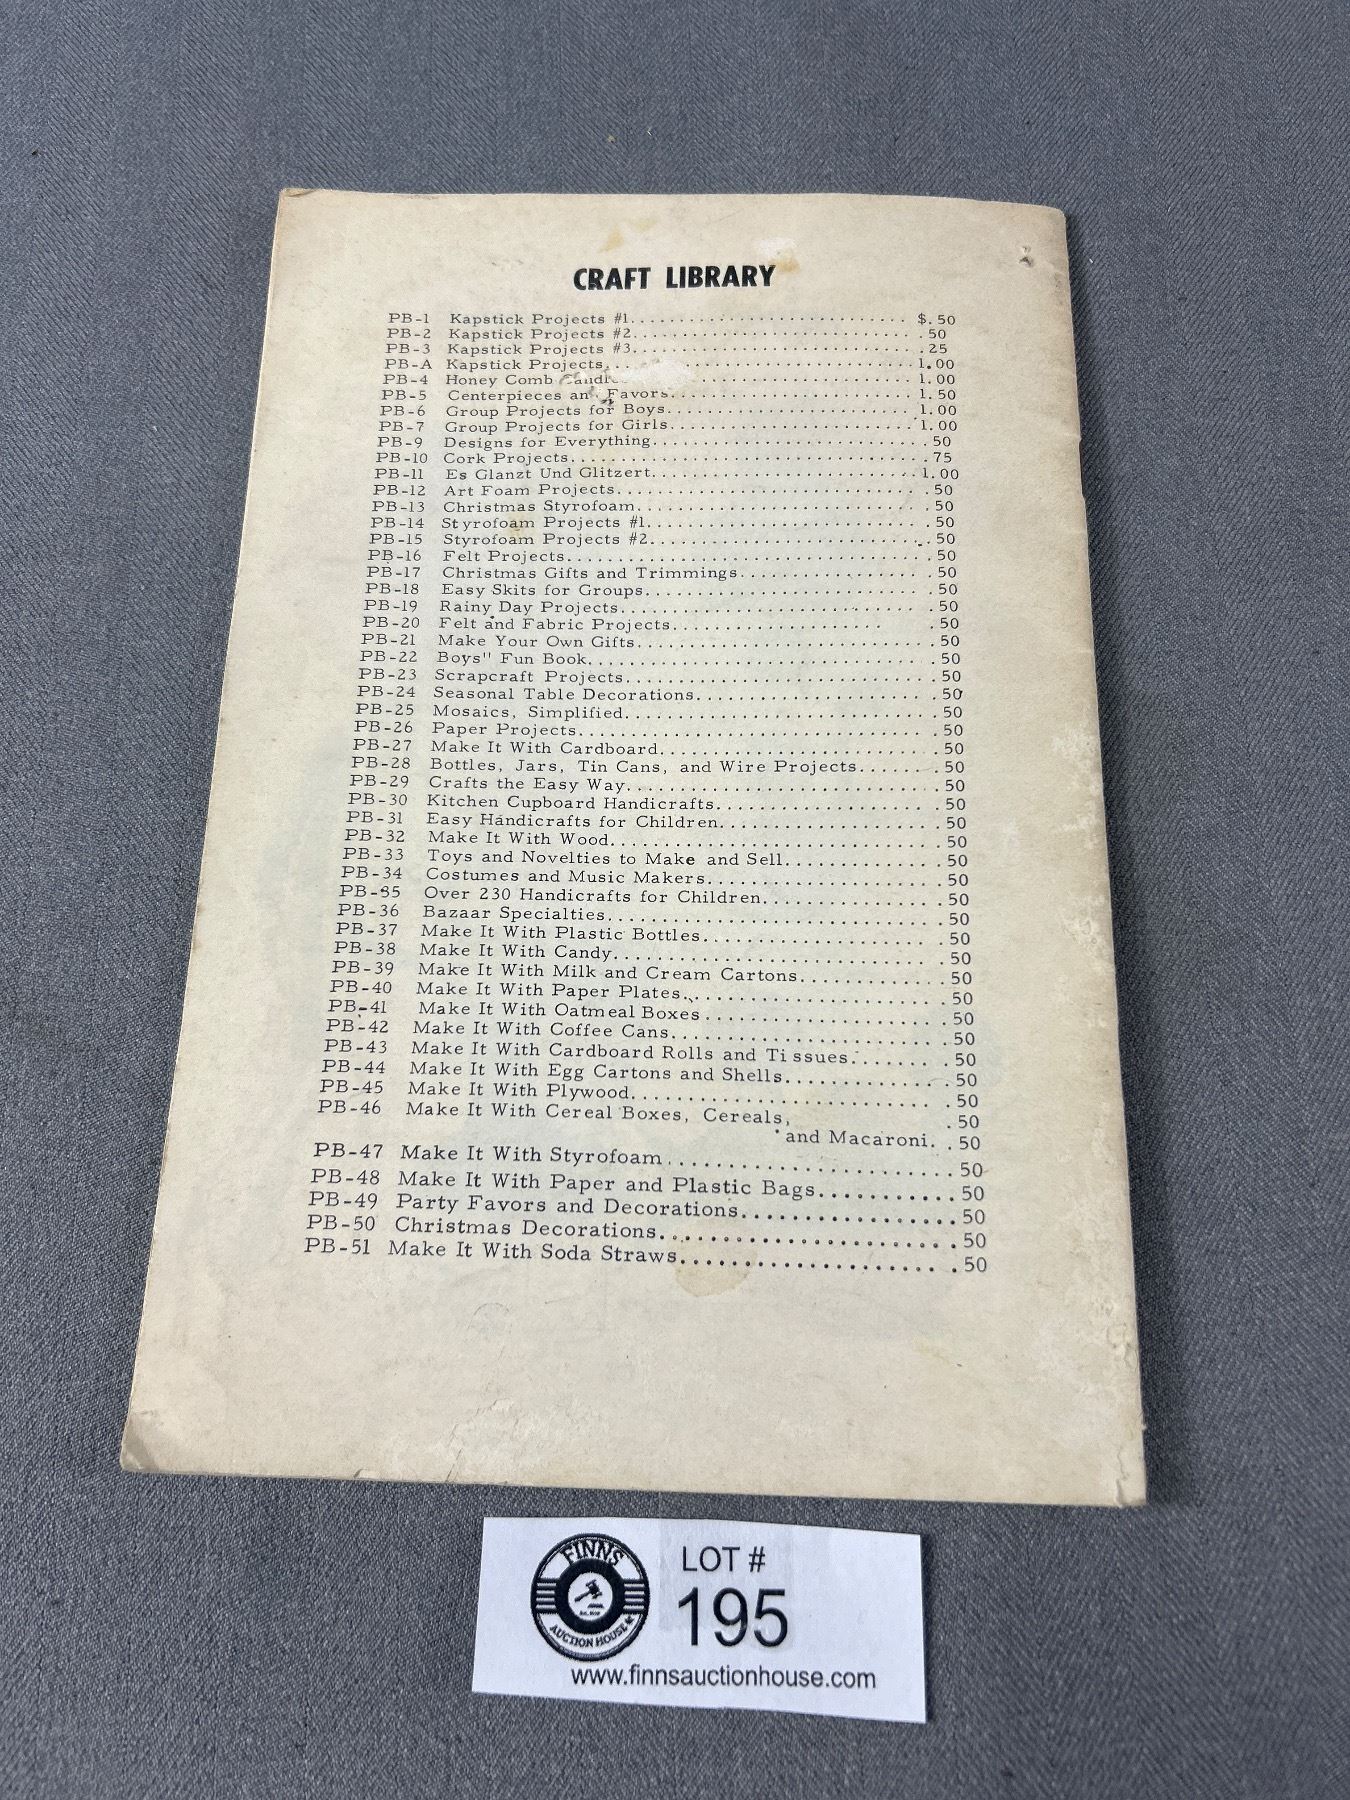 CRAFT LIBRARY
PB-1 Kapstick Projects #1.......................... $.50
PB-2 Kapstick Projects #2.......................... .50
PB-3 Kapstick Projects #3.......................... .25
PB-A Kapstick Projects............................ 1.00
PB-4 Honey Comb .................... 1.00
PB-5 Centerpieces an Favors....................... 1.50
PB-6 Group Projects for Boys....................... 1.00
PB-7 Group Projects for Girls....................... 1.00
PB-9 Designs for Everything........................ .50
PB-10 Cork Projects................................ .75
PB-11 Es Glanzt Und Glitzert......................... 1.00
PB-12 Art Foam Projects............................ .50
PB-13 Christmas Styrofoam.......................... .50
PB-14 Styrofoam Projects #1......................... .50
PB-15 Styrofoam Projects #2......................... .50
PB-16 Felt Projects................................ .50
PB-17 Christmas Gifts and Trimmings................ .50
PB-18 Easy Skits for Groups......................... .50
PB-19 Rainy Day Projects........................... .50
PB-20 Felt and Fabric Projects.................... .50
PB-21 Make Your Own Gifts.......................... .50
PB-22 Boys" Fun Book............................... .50
PB-23 Scrapcraft Projects........................... .50
PB-24 Seasonal Table Decorations.................... .50
PB-25 Mosaics, Simplified........................... .50
PB-26 Paper Projects............................... .50
PB-27 Make It With Cardboard........................ .50
PB-28 Bottles, Jars, Tin Cans, and Wire Projects...... .50
PB-29 Crafts the Easy Way.......................... .50
PB-30 Kitchen Cupboard Handicrafts................. .50
PB-31 Easy Handicrafts for Children.................. .50
PB-32 Make It With Wood............................ .50
PB-33 Toys and Novelties to Make and Sell............ .50
PB-34 Costumes and Music Makers.................... .50
PB-35 Over 230 Handicrafts for Children.............. .50
PB-36 Bazaar Specialties............................ .50
PB-37 Make It With Plastic Bottles................... .50
PB-38 Make It With Candy........................... .50
PB-39 Make It With Milk and Cream Cartons........... .50
PB-40 Make It With Paper Plates..................... .50
PB-41 Make It With Oatmeal Boxes.................... .50
PB-42 Make It With Coffee Cans...................... .50
PB-43 Make It With Cardboard Rolls and Tissues....... .50
PB-44 Make It With Egg Cartons and Shells............ .50
PB-45 Make It With Plywood......................... .50
PB-46 Make It With Cereal Boxes, Cereals, .50
and Macaroni. .50
PB-47 Make It With Styrofoam...................... .50
PB-48 Make It With Paper and Plastic Bags........... .50
PB-49 Party Favors and Decorations................. .50
PB-50 Christmas Decorations....................... .50
PB-51 Make It With Soda Straws..................... .50
FINNS
AUCTION HOUSE
LOT #
195
www.finnsauctionhouse.com